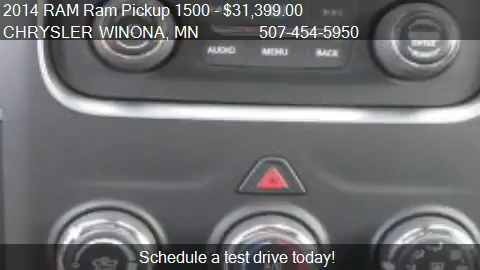 2014 RAM Ram Pickup 1500 - $31,399.00
CHRYSLER WINONA, MN 507-454-5950
AUDIO MENU BACK
Schedule a test drive today!